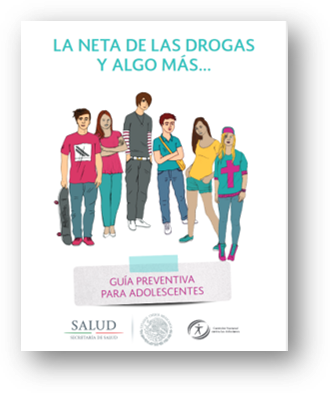 LA NETA DE LAS DROGAS
Y ALGO MÁS...
GUÍA PREVENTIVA
PARA ADOLESCENTES
SALUD
SECRETARÍA DE SALUD